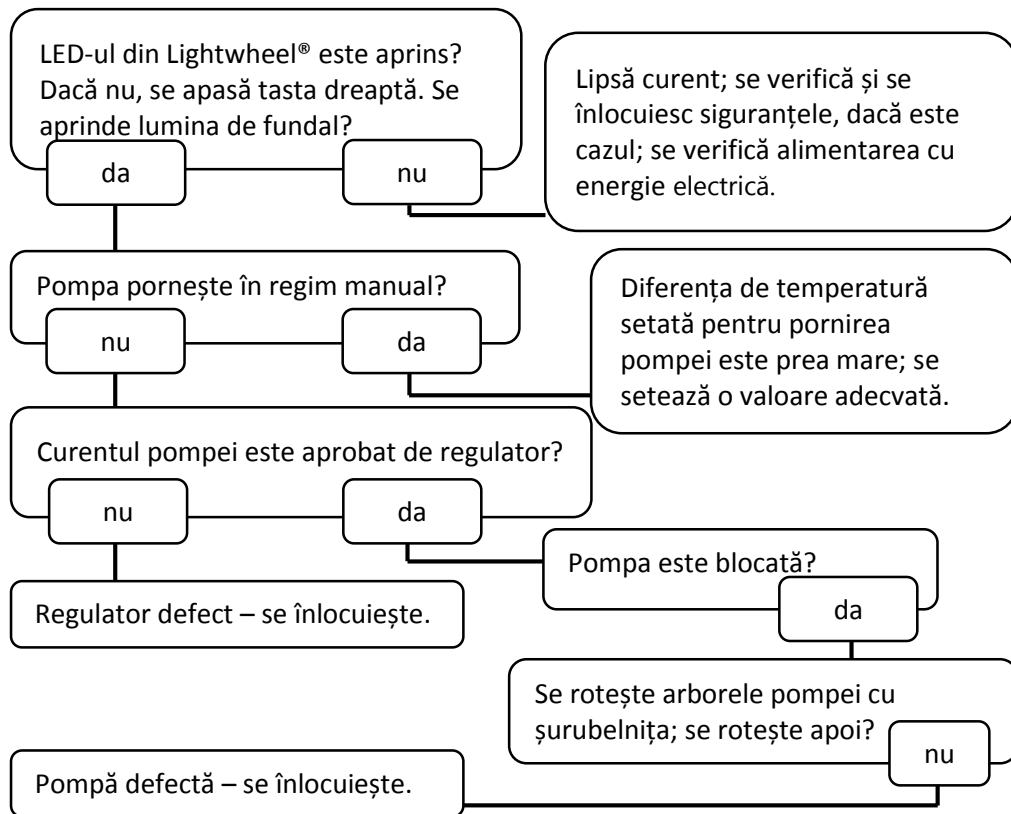 LED-ul din Lightwheel® este aprins?
Dacă nu, se apasă tasta dreaptă. Se
aprinde lumina de fundal?
da
nu
Lipsă curent; se verifică și se
înlocuiesc siguranțele, dacă este
cazul; se verifică alimentarea cu
energie electrică.
Pompa pornește în regim manual?
nu
da
Diferența de temperatură
setată pentru pornirea
pompei este prea mare; se
setează o valoare adecvată.
Curentul pompei este aprobat de regulator?
nu
da
Pompa este blocată?
da
Regulator defect – se înlocuiește.
Se rotește arborele pompei cu
șurubelnița; se rotește apoi?
nu
Pompă defectă – se înlocuiește.